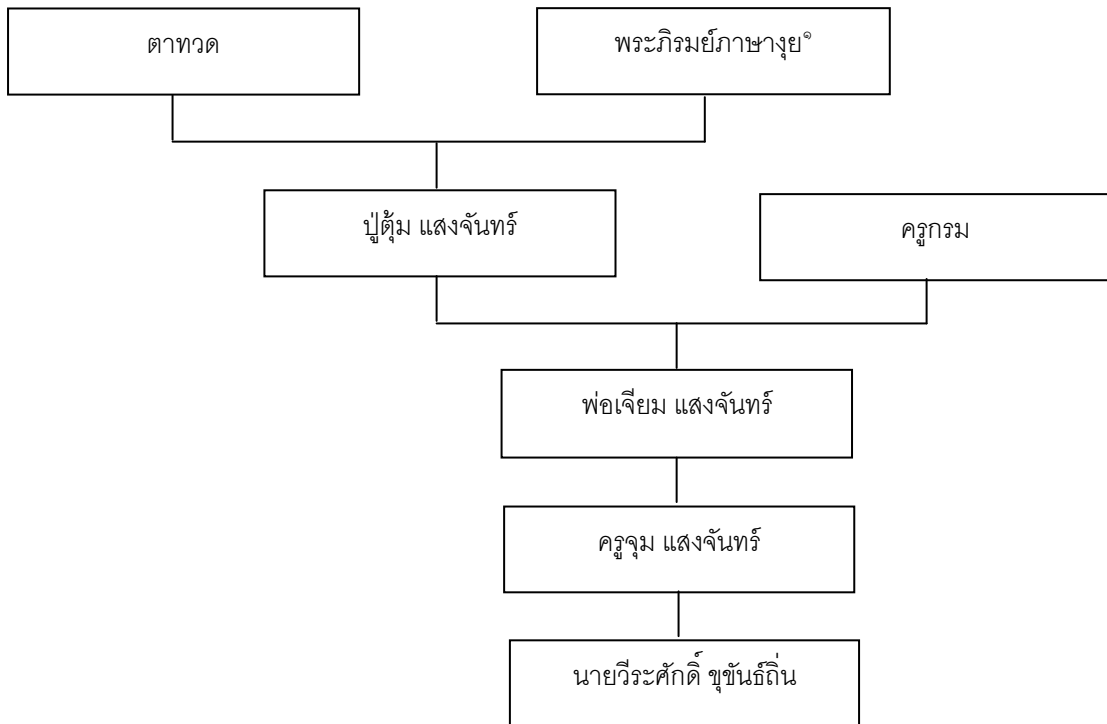 ตาทวด
พระภิรมย์ภาษางุย๑
ปู่ตุ้ม แสงจันทร์
ครูกรม
พ่อเจียม แสงจันทร์
ครูจุม แสงจันทร์
นายวีระศักดิ์ ขุขันธ์ถิ่น